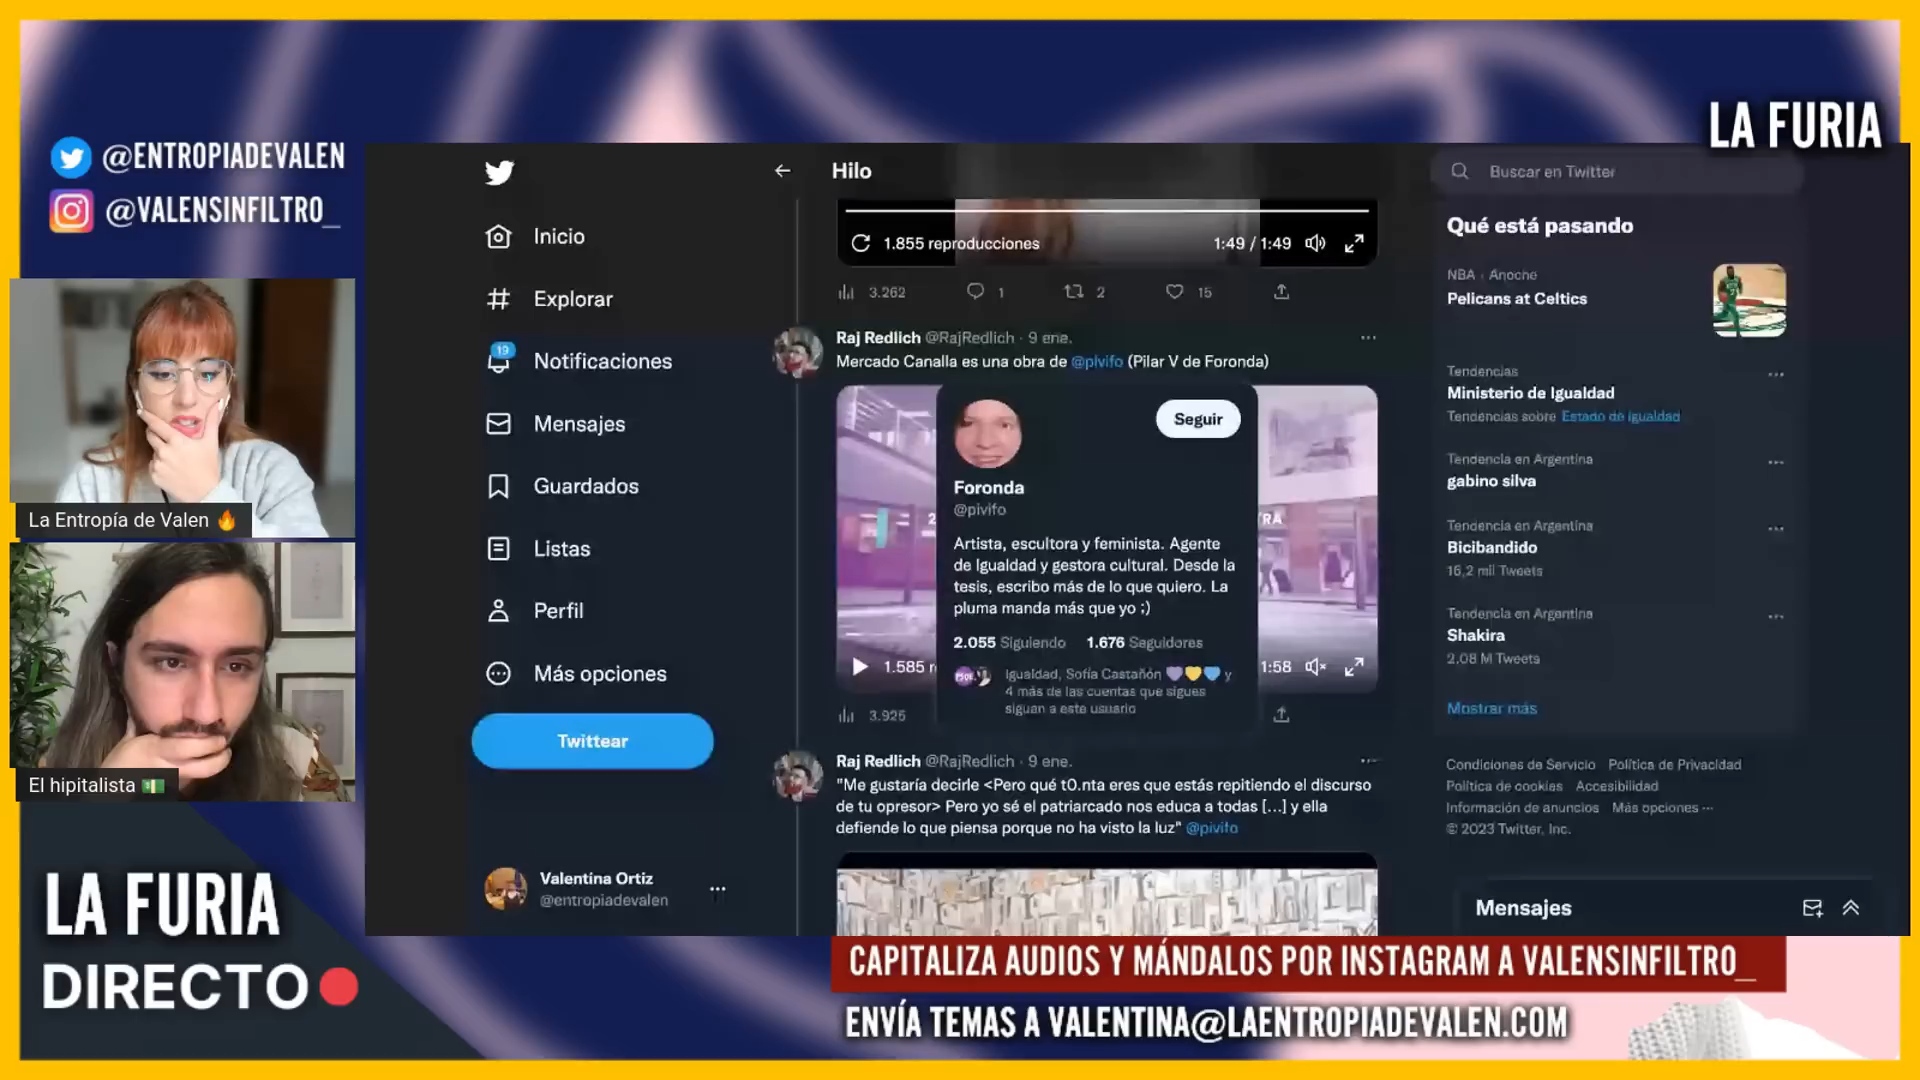 @ENTROPIADEVALEN
@VALENSINFILTRO_
LA FURIA
La Entropía de Valen 🔥
El hipitalista 💵
LA FURIA
DIRECTO
Inicio
Explorar
19
Notificaciones
Mensajes
Guardados
Listas
Perfil
Más opciones
Twittear
Valentina Ortiz
@entropiadevalen
Hilo
1.855 reproducciones
1:49 / 1:49
3.262
1
2
15
Raj Redlich @RajRedlich · 9 ene.
Mercado Canalla es una obra de @pivifo (Pilar V de Foronda)
Seguir
Foronda
@pivifo
Artista, escultora y feminista. Agente
de Igualdad y gestora cultural. Desde la
tesis, escribo más de lo que quiero. La
pluma manda más que yo ;)
2.055 Siguiendo 1.676 Seguidores
Igualdad, Sofía Castañón 💜💛💙 y
4 más de las cuentas que sigues
siguen a este usuario
1.585 r
1:58
3.925
Raj Redlich @RajRedlich · 9 ene.
"Me gustaría decirle <Pero qué t0.nta eres que estás repitiendo el discurso
de tu opresor> Pero yo sé el patriarcado nos educa a todas [...] y ella
defiende lo que piensa porque no ha visto la luz" @pivifo
Buscar en Twitter
Qué está pasando
NBA · Anoche
Pelicans at Celtics
Tendencias
Ministerio de Igualdad
Tendencias sobre Estado de igualdad
Tendencia en Argentina
gabino silva
Tendencia en Argentina
Bicibandido
16,2 mil Tweets
Tendencia en Argentina
Shakira
2,08 M Tweets
Mostrar más
Condiciones de Servicio Política de Privacidad
Política de cookies Accesibilidad
Información de anuncios Más opciones ···
© 2023 Twitter, Inc.
Mensajes
CAPITALIZA AUDIOS Y MÁNDALOS POR INSTAGRAM A VALENSINFILTRO_
ENVÍA TEMAS A VALENTINA@LAENTROPIADEVALEN.COM